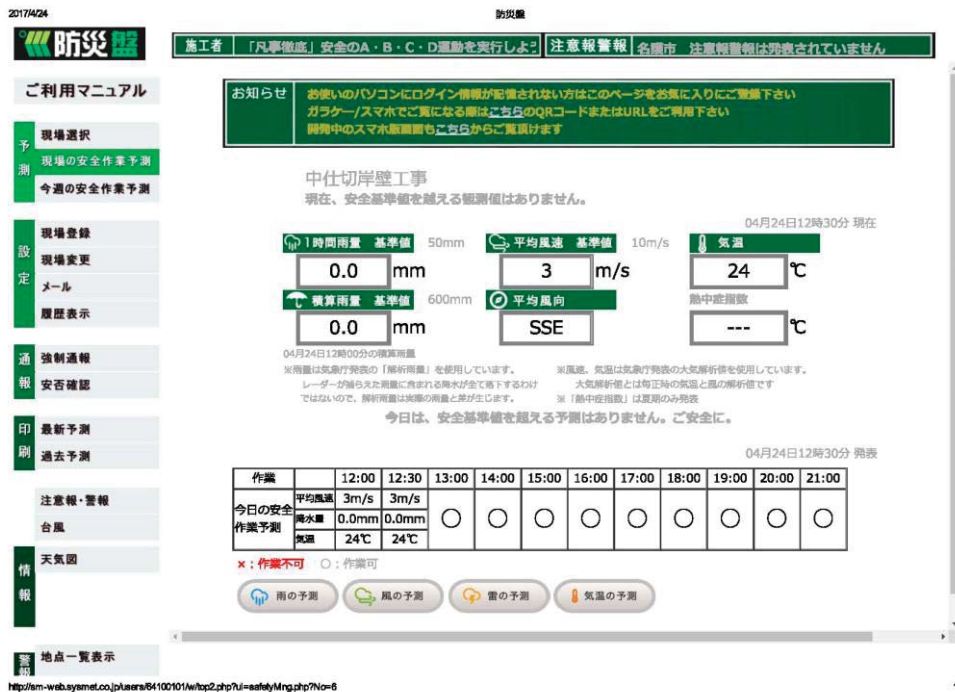 2017/4/24
防災盤
防災盤
施工者 「凡事徹底」安全のA・B・C・D運動を実行しよう
注意報警報 名護市 注意報警報は発表されていません
ご利用マニュアル
お知らせ
お使いのパソコンにログイン情報が記憶されない方はこのページをお気に入りにご登録下さい
ガラケー/スマホでご覧になる際はこちらのQRコードまたはURLをご利用下さい
開発中のスマホ版画面もこちらからご覧頂けます
予測
現場選択
現場の安全作業予測
今週の安全作業予測
設定
現場登録
現場変更
メール
履歴表示
通報
強制通報
安否確認
印刷
最新予測
過去予測
注意報・警報
台風
情報
天気図
警報
地点一覧表示
中仕切岸壁工事
現在、安全基準値を越える観測値はありません。
04月24日12時30分 現在
1時間雨量 基準値 50mm
平均風速 基準値 10m/s
気温
0.0 mm
3 m/s
24 ℃
積算雨量 基準値 600mm
平均風向
熱中症指数
0.0 mm
SSE
--- ℃
04月24日12時00分の積算雨量
※雨量は気象庁発表の「解析雨量」を使用しています。
レーダーが捕らえた雨量に含まれる降水が全て落下するわけ
ではないので、解析雨量は実際の雨量と差が生じます。
※風速、気温は気象庁発表の大気解析値を使用しています。
大気解析値とは毎正時の気温と風の解析値です
※「熱中症指数」は夏期のみ発表
今日は、安全基準値を超える予測はありません。ご安全に。
04月24日12時30分 発表
作業 12:00 12:30 13:00 14:00 15:00 16:00 17:00 18:00 19:00 20:00 21:00
今日の安全作業予測
平均風速 3m/s 3m/s
降水量 0.0mm 0.0mm ○ ○ ○ ○ ○ ○ ○ ○ ○
気温 24℃ 24℃
×：作業不可 ○：作業可
雨の予測
風の予測
雷の予測
気温の予測
http://sm-web.sysmet.co.jp/users/64100101/w/top2.php?ui=safetyMng.php?No=6